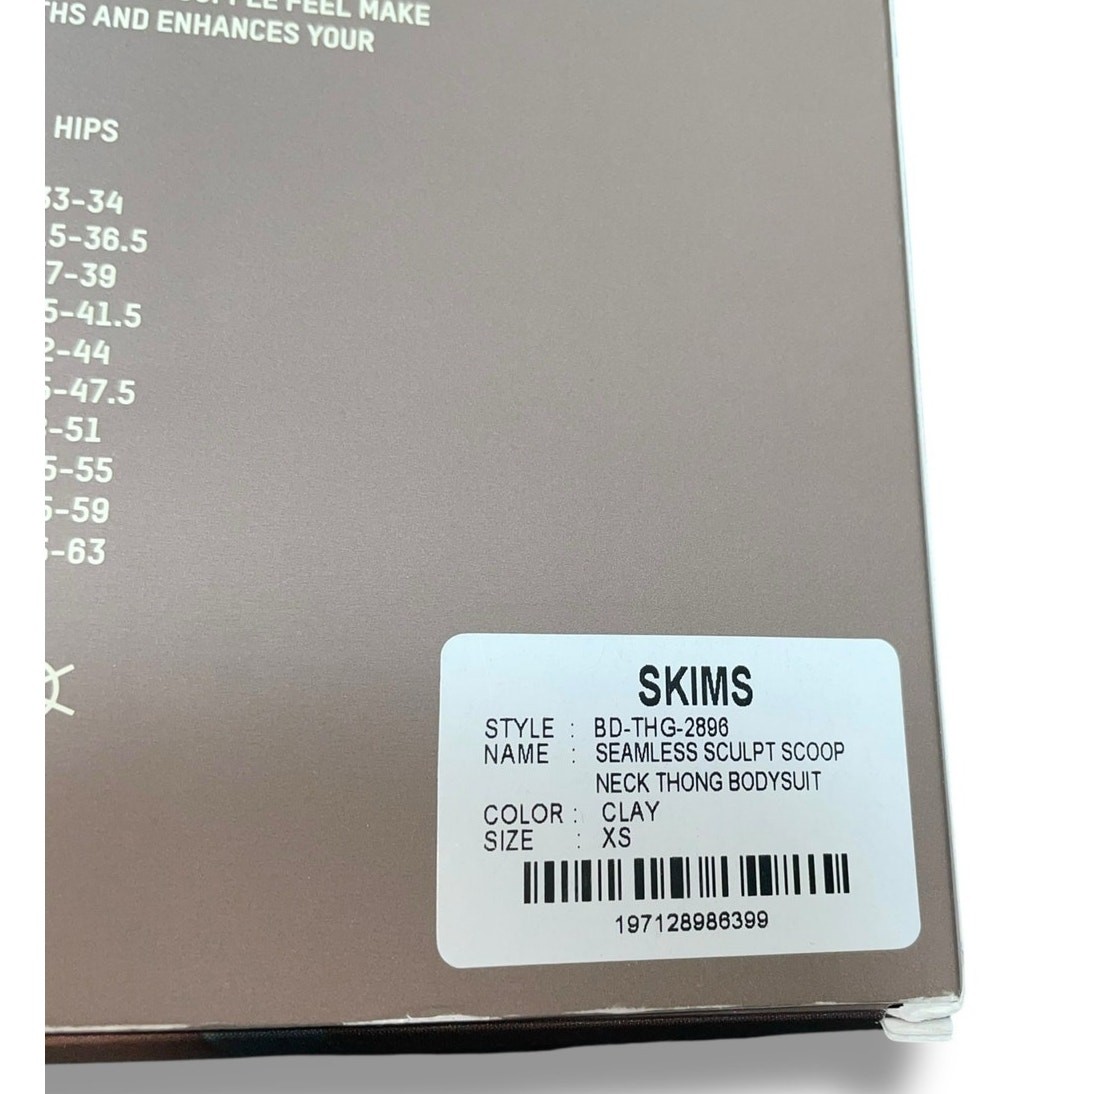 FEEL MAKE
AND ENHANCES YOUR
HIPS
33-34
.5-36.5
7-39
5-41.5
2-44
5-47.5
-51
5-55
5-59
5-63
SKIMS
STYLE : BD-THG-2896
NAME : SEAMLESS SCULPT SCOOP
NECK THONG BODYSUIT
COLOR : CLAY
SIZE : XS
197128986399